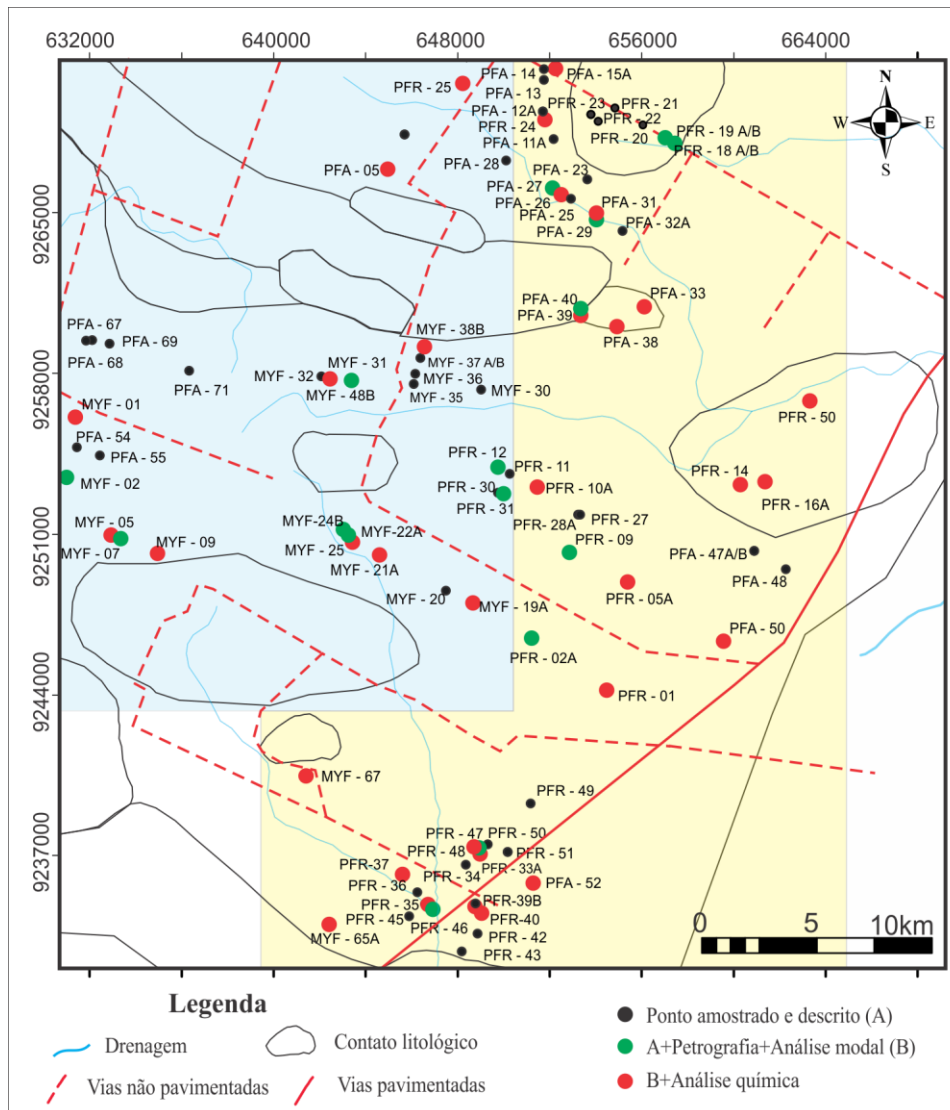 632000
640000
648000
656000
664000
PFR - 25
PFA - 14
PFA - 15A
PFA - 13
PFR - 23
PFR - 21
PFA - 12A
PFR - 22
PFR - 24
PFR - 20
PFR - 19 A/B
PFR - 18 A/B
PFA - 11A
N
W
E
S
PFA - 28
PFA - 05
PFA - 23
PFA - 27
PFA - 26
PFA - 31
PFA - 25
PFA - 32A
PFA - 29
9265000
PFA - 40
PFA - 33
PFA - 39
PFA - 38
PFA - 67
PFA - 69
PFA - 68
PFA - 71
MYF - 38B
MYF - 31
MYF - 37 A/B
MYF - 32
MYF - 36
MYF - 48B
MYF - 35
MYF - 30
9258000
MYF - 01
PFR - 50
PFA - 54
PFA - 55
MYF - 02
PFR - 12
PFR - 11
PFR - 14
PFR - 30
PFR - 10A
PFR - 16A
PFR - 31
MYF-24B
MYF-22A
PFR - 28A
PFR - 27
MYF - 05
PFR - 09
9251000
MYF - 07
MYF - 09
MYF - 25
MYF - 21A
PFA - 47A/B
PFA - 48
MYF - 20
MYF - 19A
PFR - 05A
PFA - 50
PFR - 02A
PFR - 01
9244000
MYF - 67
PFR - 49
PFR - 47
PFR - 50
PFR - 48
PFR - 51
9237000
PFR-37
PFR - 34
PFR - 33A
PFR - 36
PFA - 52
PFR - 35
PFR-39B
PFR - 45
PFR - 46
PFR-40
MYF - 65A
PFR - 42
PFR - 43
0
5
10km
Legenda
Drenagem
Contato litológico
Vias não pavimentadas
Vias pavimentadas
Ponto amostrado e descrito (A)
A+Petrografia+Análise modal (B)
B+Análise química